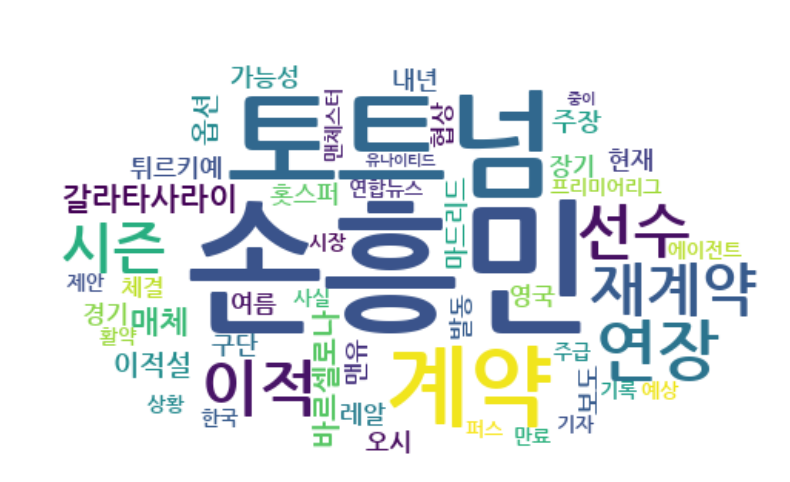 중이
가능성
내년
옵션
토트넘
맨체스터
협상
주장
유나이티드
튀르키예
장기
현재
갈라타사라이
홋스퍼
연합뉴스
마드리드
프리미어리그
손흥민
선수
시즌
시장
에이전트
제안
체결
여름
사실
영국
재계약
경기
매체
발동
활약
구단
바르셀로나
맨유
계약
연장
이적설
이적
주급
보도
기록
예상
상황
한국
레알
오시
퍼스
만료
기자